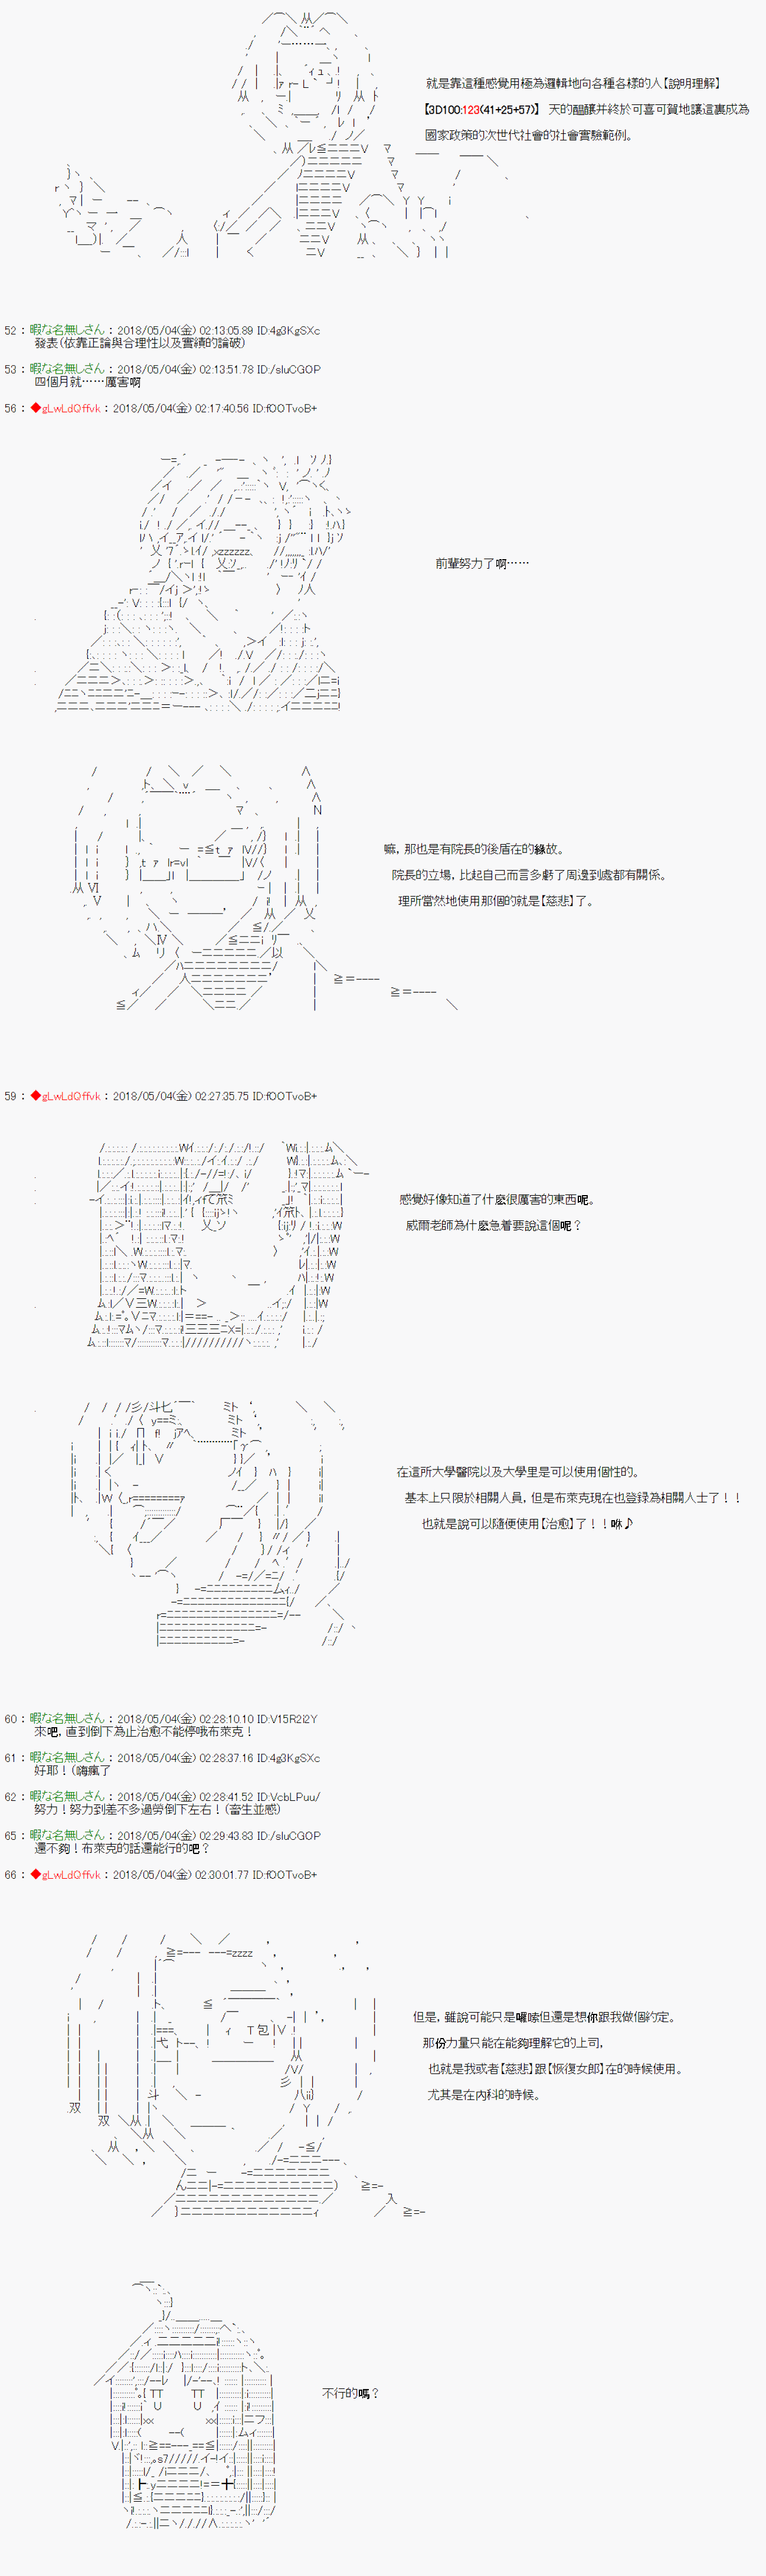 就是靠這種感覺用極為邏輯地向各種各樣的人【說明理解】
【3D100:123(41+25+57)】 天的醞釀并終於可喜可賀地讓這裏成為
國家政策的次世代社會的社會實驗範例。
52 : 暇な名無しさん : 2018/05/04(金) 02:13:05.89 ID:4g3KgSXc
發表(依靠正論與合理性以及實績的論破)
53 : 暇な名無しさん : 2018/05/04(金) 02:13:51.78 ID:/sIuCGOP
四個月就……厲害啊
56 : ◆gLwLdOffvk : 2018/05/04(金) 02:17:40.56 ID:fOOTvoB+
前輩努力了啊……
嘛，那也是有院長的後盾在的緣故。
院長的立場，比起自己而言多虧了周邊到處都有關係。
理所當然地使用那個的就是【慈悲】了。
59 : ◆gLwLdOffvk : 2018/05/04(金) 02:27:35.75 ID:fOOTvoB+
感覺好像知道了什麽很厲害的東西呢。
威爾老師為什麽急着要說這個呢？
在這所大學醫院以及大學里是可以使用個性的。
基本上只限於相關人員，但是布萊克現在也登録為相關人士了！！
也就是說可以隨便使用【治愈】了！！咻♪
60 : 暇な名無しさん : 2018/05/04(金) 02:28:10.10 ID:V15R2i2Y
來吧，直到倒下為止治愈不能停哦布萊克！
61 : 暇な名無しさん : 2018/05/04(金) 02:28:37.16 ID:4g3KgSXc
好耶！(嗨瘋了
62 : 暇な名無しさん : 2018/05/04(金) 02:28:41.52 ID:VcbLPuu/
努力！努力到差不多過勞倒下左右！(畜生並感)
65 : 暇な名無しさん : 2018/05/04(金) 02:29:43.83 ID:/sIuCGOP
還不夠！布萊克的話還能行的吧？
66 : ◆gLwLdOffvk : 2018/05/04(金) 02:30:01.77 ID:fOOTvoB+
但是，雖說可能只是囉嗦但還是想你跟我做個約定。
那份力量只能在能夠理解它的上司，
也就是我或者【慈悲】跟【恢復女郎】在的時候使用。
尤其是在內科的時候。
不行的嗎？